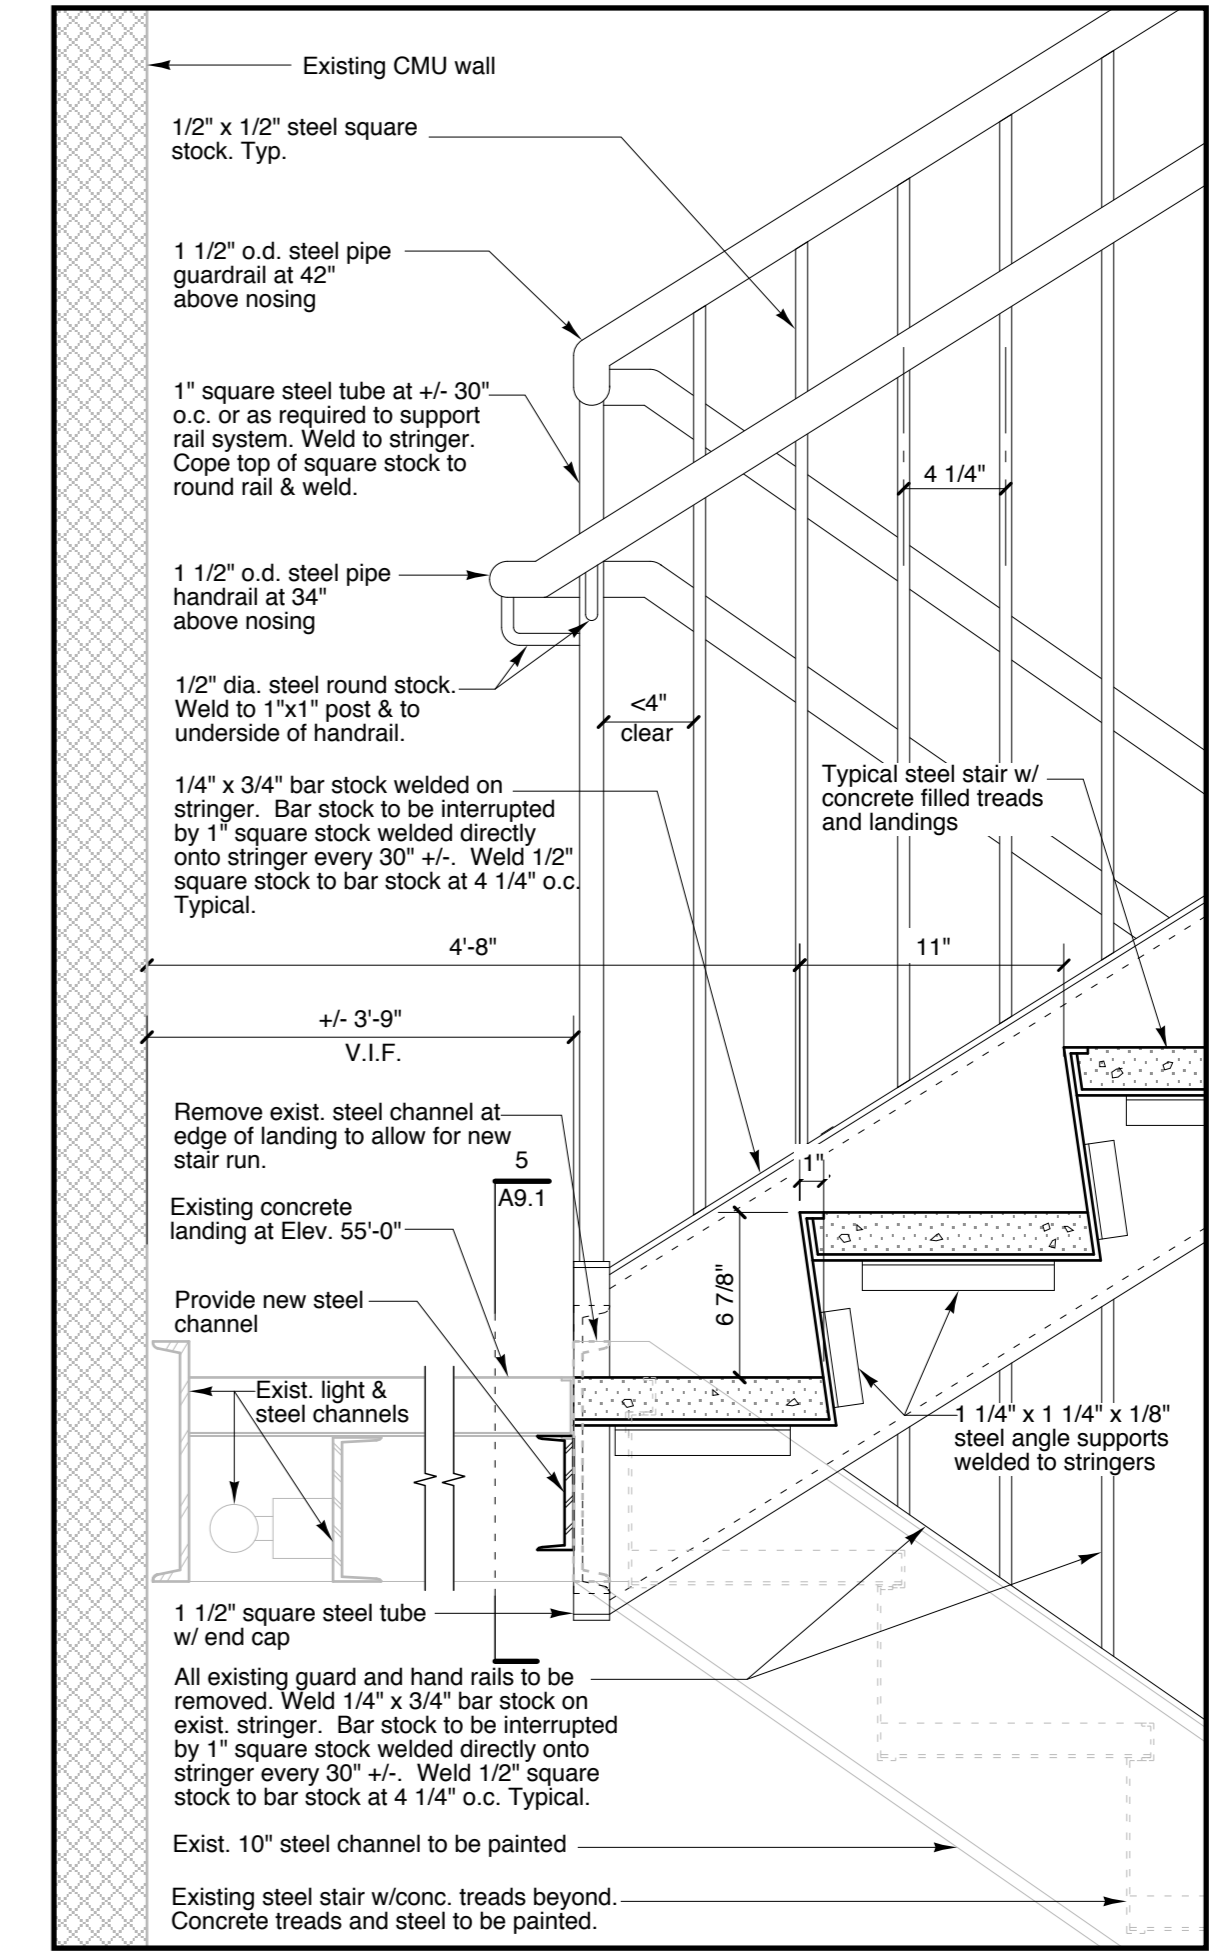 Existing CMU wall
1/2" x 1/2" steel square
stock. Typ.
1 1/2" o.d. steel pipe
guardrail at 42"
above nosing
1" square steel tube at +/- 30"
o.c. or as required to support
rail system. Weld to stringer.
Cope top of square stock to
round rail & weld.
4 1/4"
1 1/2" o.d. steel pipe
handrail at 34"
above nosing
1/2" dia. steel round stock.
Weld to 1"x1" post & to
underside of handrail.
<4"
clear
1/4" x 3/4" bar stock welded on
stringer. Bar stock to be interrupted
by 1" square stock welded directly
onto stringer every 30" +/-. Weld 1/2"
square stock to bar stock at 4 1/4" o.c.
Typical.
Typical steel stair w/
concrete filled treads
and landings
4'-8"
11"
+/- 3'-9"
V.I.F.
Remove exist. steel channel at
edge of landing to allow for new
stair run.
5
A9.1
1"
Existing concrete
landing at Elev. 55'-0"
6 7/8"
Provide new steel
channel
Exist. light &
steel channels
1 1/4" x 1 1/4" x 1/8"
steel angle supports
welded to stringers
1 1/2" square steel tube
w/ end cap
All existing guard and hand rails to be
removed. Weld 1/4" x 3/4" bar stock on
exist. stringer. Bar stock to be interrupted
by 1" square stock welded directly onto
stringer every 30" +/-. Weld 1/2" square
stock to bar stock at 4 1/4" o.c. Typical.
Exist. 10" steel channel to be painted
Existing steel stair w/conc. treads beyond.
Concrete treads and steel to be painted.